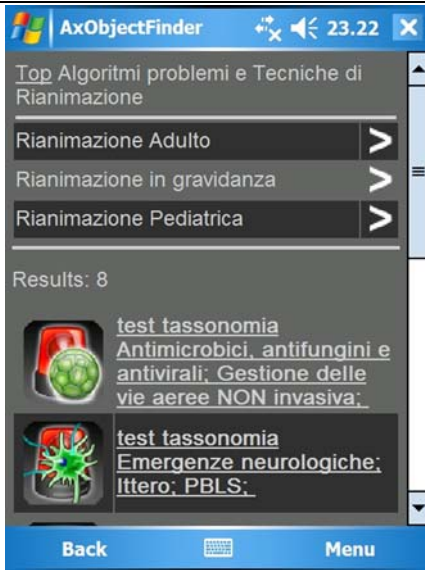 AxObjectFinder 23.22
Top Algoritmi problemi e Tecniche di
Rianimazione
Rianimazione Adulto >
Rianimazione in gravidanza >
Rianimazione Pediatrica >
Results: 8
test tassonomia
Antimicrobici, antifungini e
antivirali; Gestione delle
vie aeree NON invasiva;
test tassonomia
Emergenze neurologiche;
Ittero; PBLS;
Back Menu